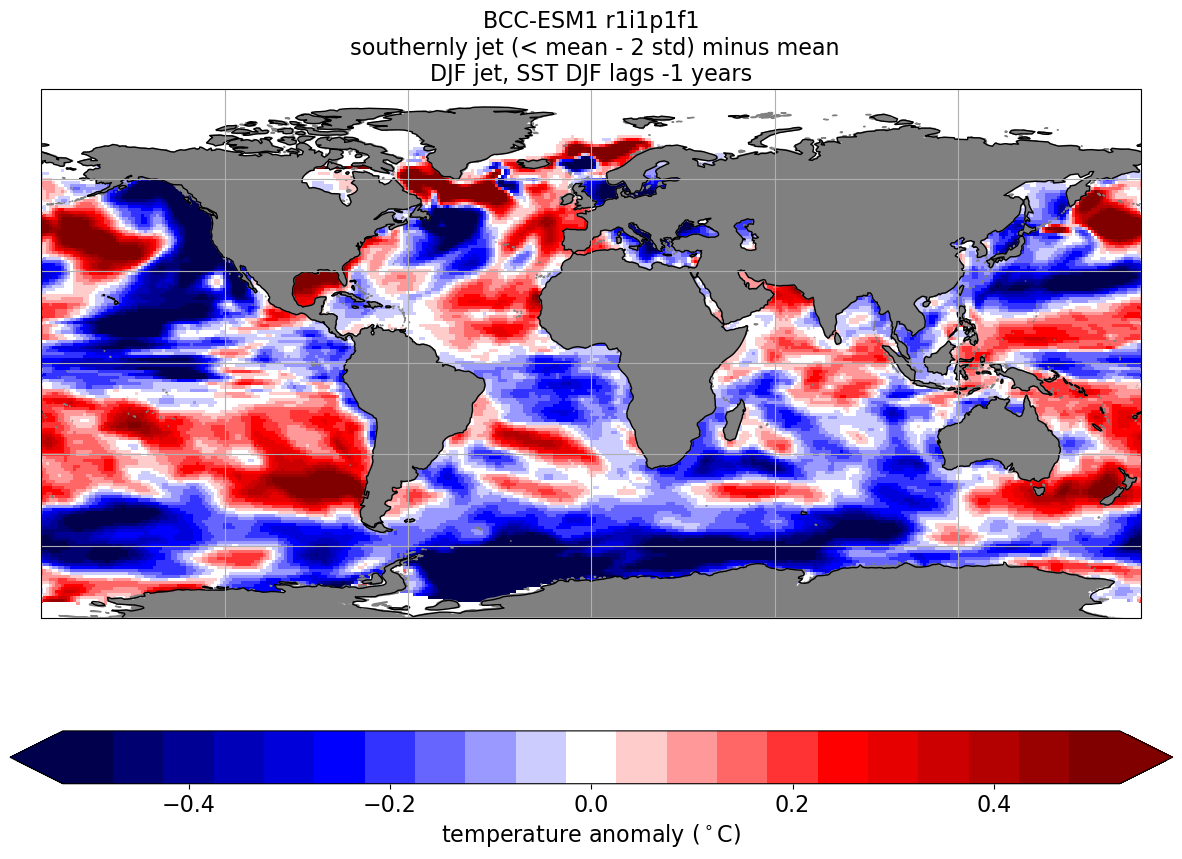 BCC-ESM1 r1i1p1f1
southernly jet (< mean - 2 std) minus mean
DJF jet, SST DJF lags -1 years
−0.4 −0.2 0.0 0.2 0.4
temperature anomaly (°C)